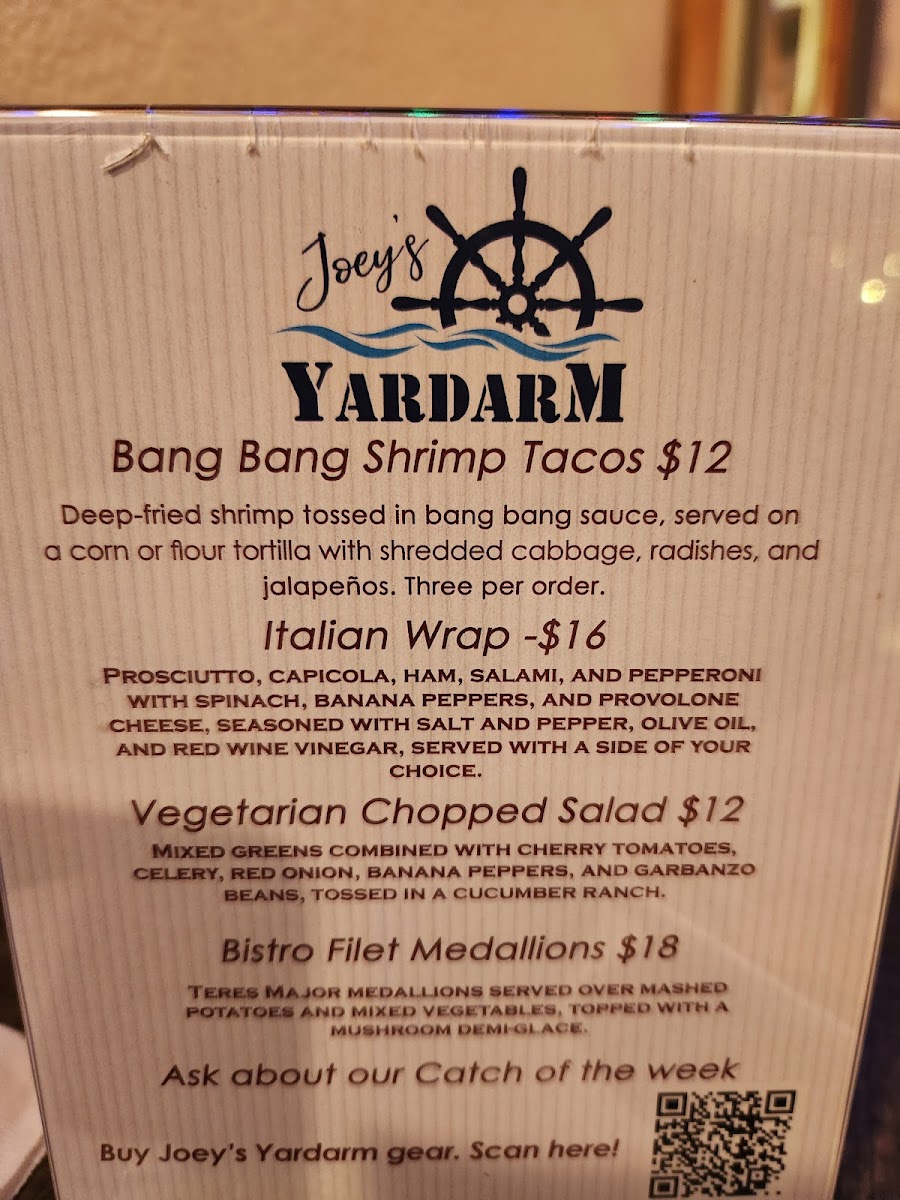 Joey's
YARDARM
Bang Bang Shrimp Tacos $12
Deep-fried shrimp tossed in bang bang sauce, served on
a corn or flour tortilla with shredded cabbage, radishes, and
jalapeños. Three per order.
Italian Wrap -$16
PROSCIUTTO, CAPICOLA, HAM, SALAMI, AND PEPPERONI
WITH SPINACH, BANANA PEPPERS, AND PROVOLONE
CHEESE, SEASONED WITH SALT AND PEPPER, OLIVE OIL,
AND RED WINE VINEGAR, SERVED WITH A SIDE OF YOUR
CHOICE.
Vegetarian Chopped Salad $12
MIXED GREENS COMBINED WITH CHERRY TOMATOES,
CELERY, RED ONION, BANANA PEPPERS, AND GARBANZO
BEANS, TOSSED IN A CUCUMBER RANCH.
Bistro Filet Medallions $18
TERES MAJOR MEDALLIONS SERVED OVER MASHED
POTATOES AND MIXED VEGETABLES, TOPPED WITH A
MUSHROOM DEMI-GLACE.
Ask about our Catch of the week
Buy Joey's Yardarm gear. Scan here!